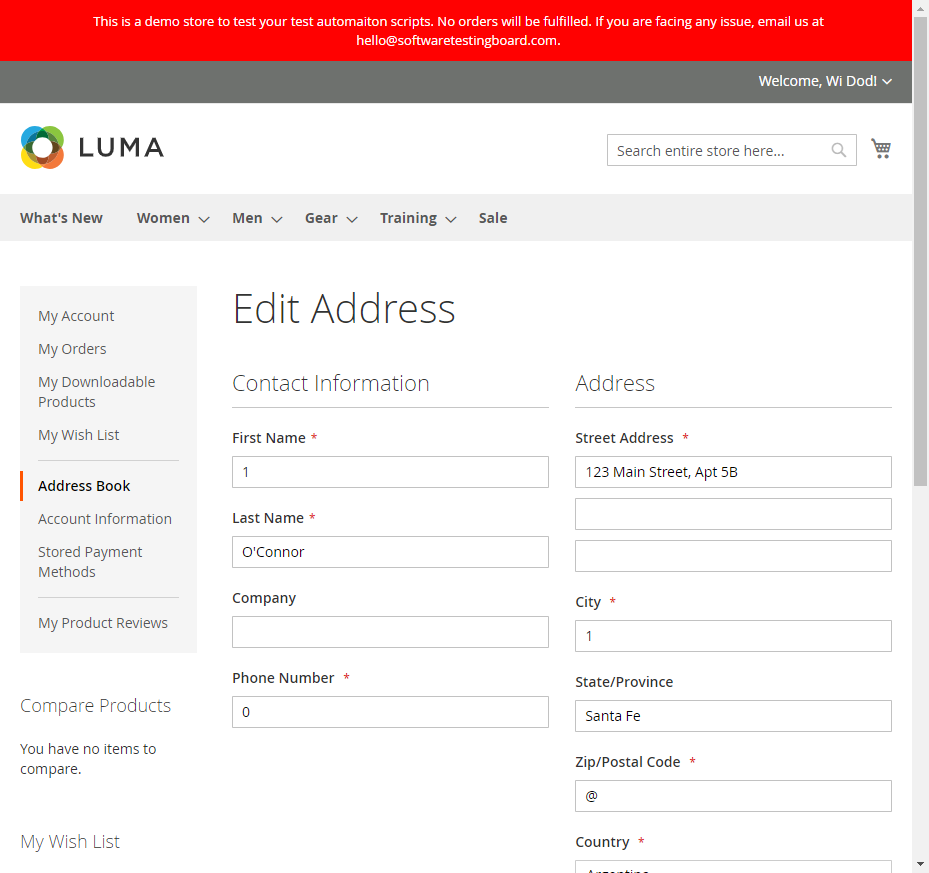 This is a demo store to test your test automaiton scripts. No orders will be fulfilled. If you are facing any issue, email us at
hello@softwaretestingboard.com.
Welcome, Wi Dod!
LUMA
Search entire store here...
What's New Women Men Gear Training Sale
My Account
My Orders
My Downloadable
Products
My Wish List
Address Book
Account Information
Stored Payment
Methods
My Product Reviews
Compare Products
You have no items to
compare.
My Wish List
Edit Address
Contact Information
First Name *
1
Last Name *
O'Connor
Company
Phone Number *
0
Address
Street Address *
123 Main Street, Apt 5B
City *
1
State/Province
Santa Fe
Zip/Postal Code *
@
Country *
Argentina